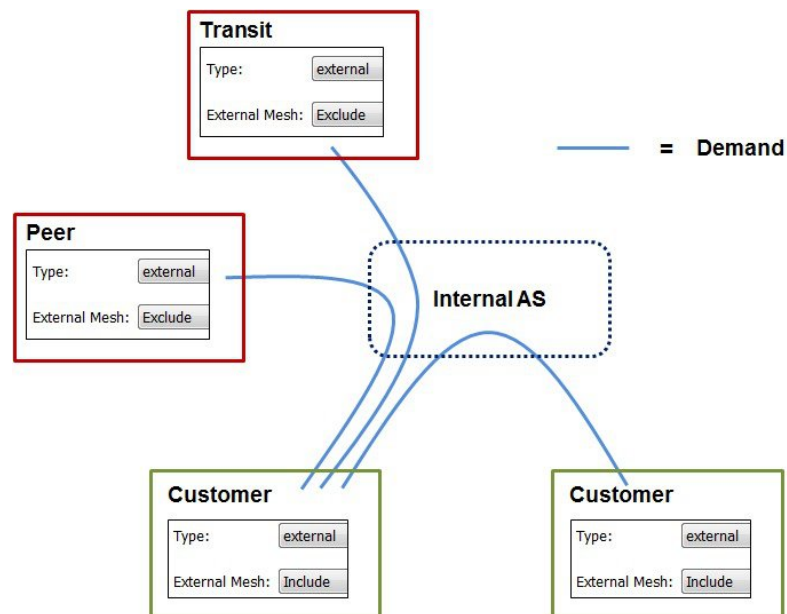 Transit
Type: external
External Mesh: Exclude
= Demand
Peer
Type: external
External Mesh: Exclude
Internal AS
Customer
Type: external
External Mesh: Include
Customer
Type: external
External Mesh: Include